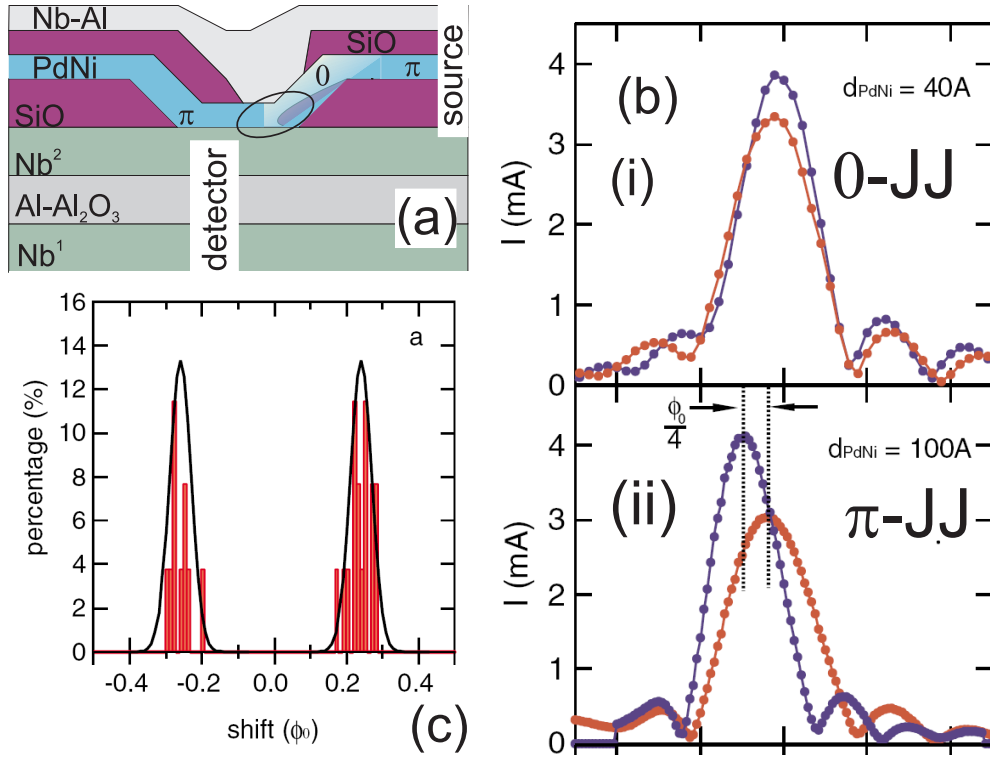 Nb-Al
SiO
PdNi
0
π
source
SiO
π
Nb²
detector
Al-Al₂O₃
(a)
Nb¹
16
14
12
10
8
6
4
2
0
percentage (%)
a
-0.4
-0.2
0.0
0.2
0.4
shift (ϕ₀)
(c)
4
3
2
1
0
I (mA)
(b)
(i)
dPdNi = 40A
0-JJ
ϕ₀/4
4
3
2
1
0
I (mA)
(ii)
dPdNi = 100A
π-JJ